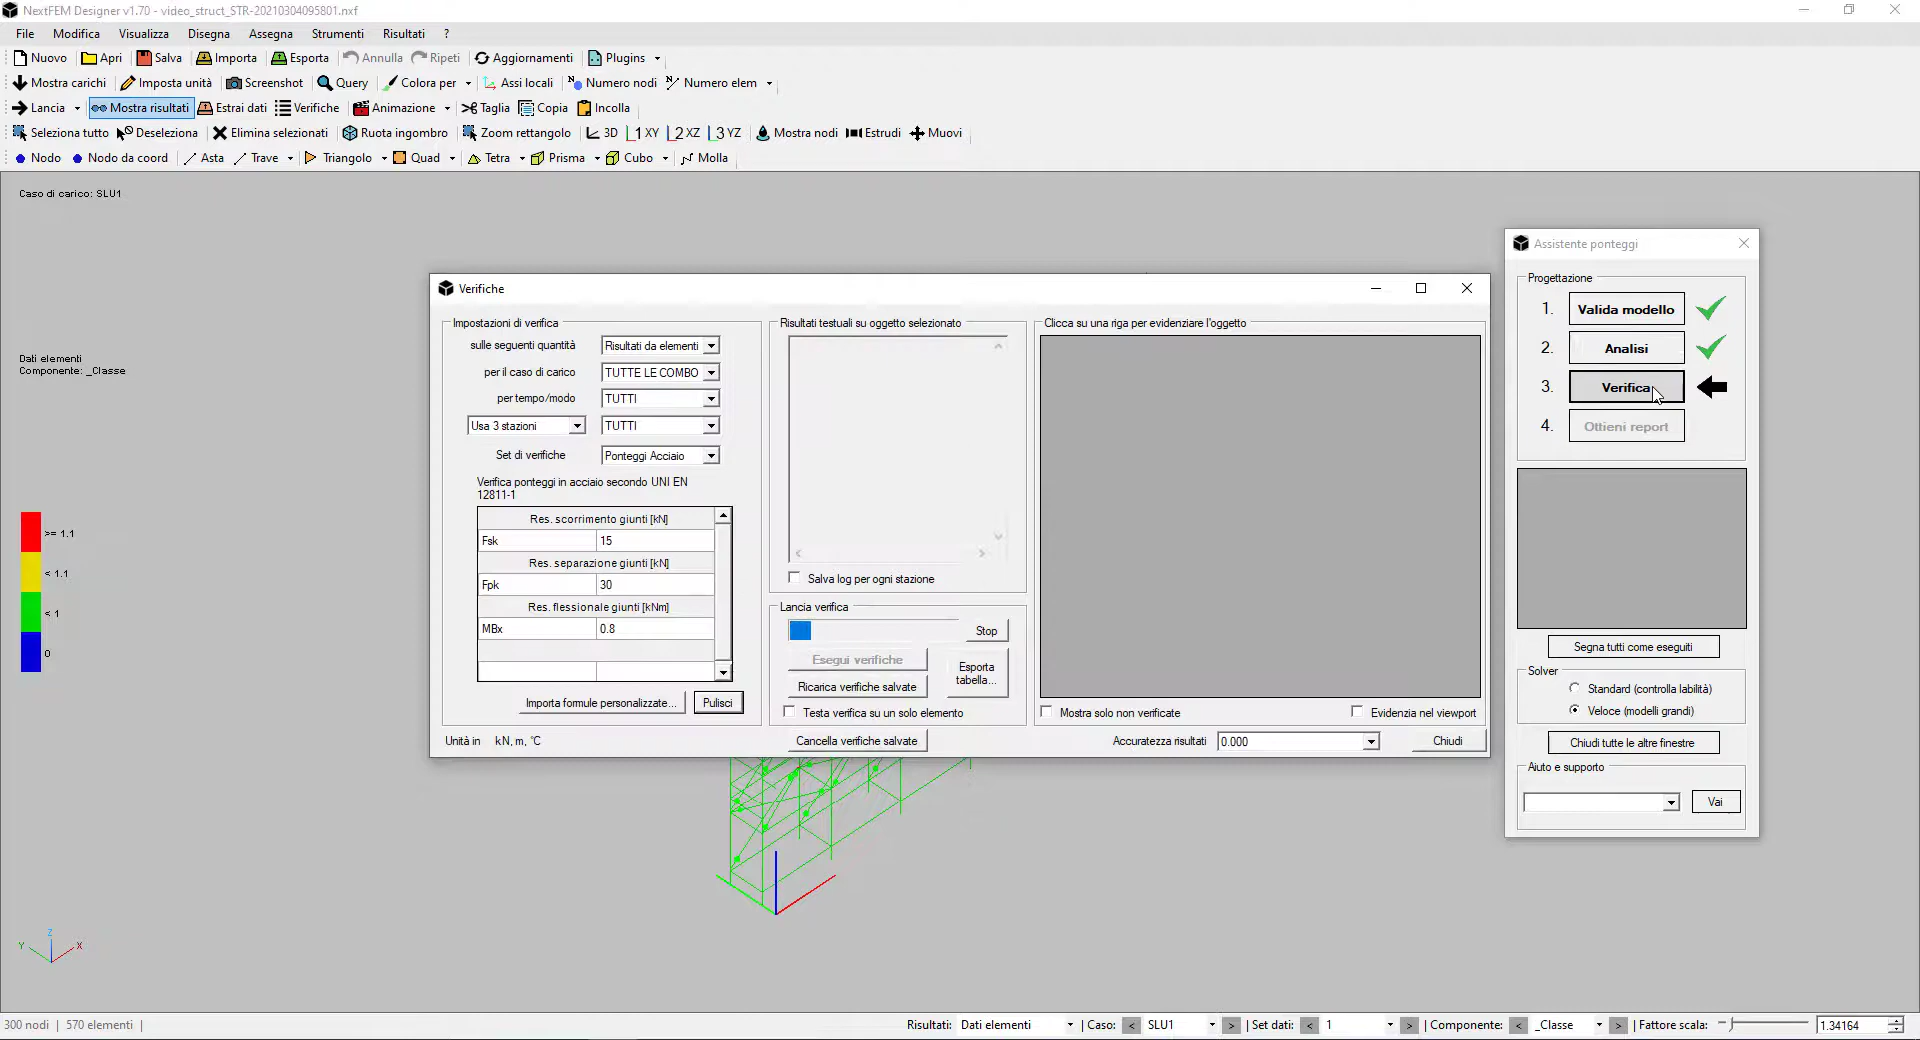 NextFEM Designer v1.70 - video_struct_STR-20210304095801.nxf
File Modifica Visualizza Disegna Assegna Strumenti Risultati ?
Nuovo Apri Salva Importa Esporta Annulla Ripeti Aggiornamenti Plugins
Mostra carichi Imposta unità Screenshot Query Colora per Assi locali Numero nodi Numero elem
Lancia Mostra risultati Estrai dati Verifiche Animazione Taglia Copia Incolla
Seleziona tutto Deseleziona Elimina selezionati Ruota ingombro Zoom rettangolo 3D 1 XY 2 XZ 3 YZ Mostra nodi Estrudi Muovi
Nodo Nodo da coord Asta Trave Triangolo Quad Tetra Prisma Cubo Molla
Caso di carico: SLU1
Dati elementi
Componente: _Classe
>= 1.1
< 1.1
< 1
0
Verifiche
Impostazioni di verifica
sulle seguenti quantità Risultati da elementi
per il caso di carico TUTTE LE COMBO
per tempo/modo TUTTI
Usa 3 stazioni TUTTI
Set di verifiche Ponteggi Acciaio
Verifica ponteggi in acciaio secondo UNI EN
12811-1
Res. scorrimento giunti [kN]
Fsk 15
Res. separazione giunti [kN]
Fpk 30
Res. flessionale giunti [kNm]
MBx 0.8
Importa formule personalizzate... Pulisci
Unità in kN, m, °C
Risultati testuali su oggetto selezionato
Salva log per ogni stazione
Lancia verifica
Stop
Esegui verifiche
Esporta
tabella...
Ricarica verifiche salvate
Testa verifica su un solo elemento
Cancella verifiche salvate
Clicca su una riga per evidenziare l'oggetto
Mostra solo non verificate Evidenzia nel viewport
Accuratezza risultati 0.000 Chiudi
Assistente ponteggi
Progettazione
1. Valida modello
2. Analisi
3. Verifica
4. Ottieni report
Segna tutti come eseguiti
Solver
Standard (controlla labilità)
Veloce (modelli grandi)
Chiudi tutte le altre finestre
Aiuto e supporto
Vai
Z
Y X
300 nodi | 570 elementi |
Risultati: Dati elementi | Caso: < SLU1 > | Set dati: < 1 > | Componente: < _Classe > | Fattore scala: 1.34164